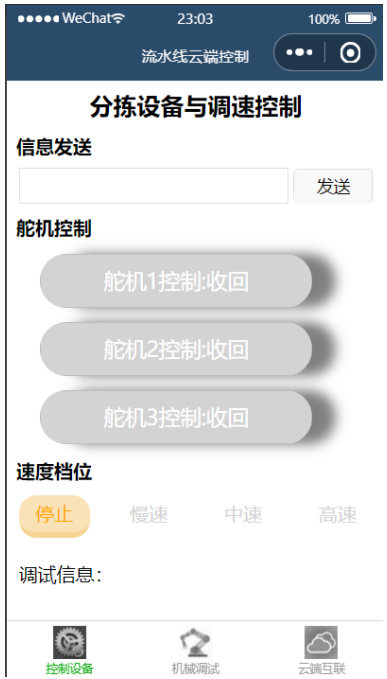 WeChat 23:03 100%
流水线云端控制
分拣设备与调速控制
信息发送
发送
舵机控制
舵机1控制:收回
舵机2控制:收回
舵机3控制:收回
速度档位
停止 慢速 中速 高速
调试信息：
控制设备 机械调试 云端互联